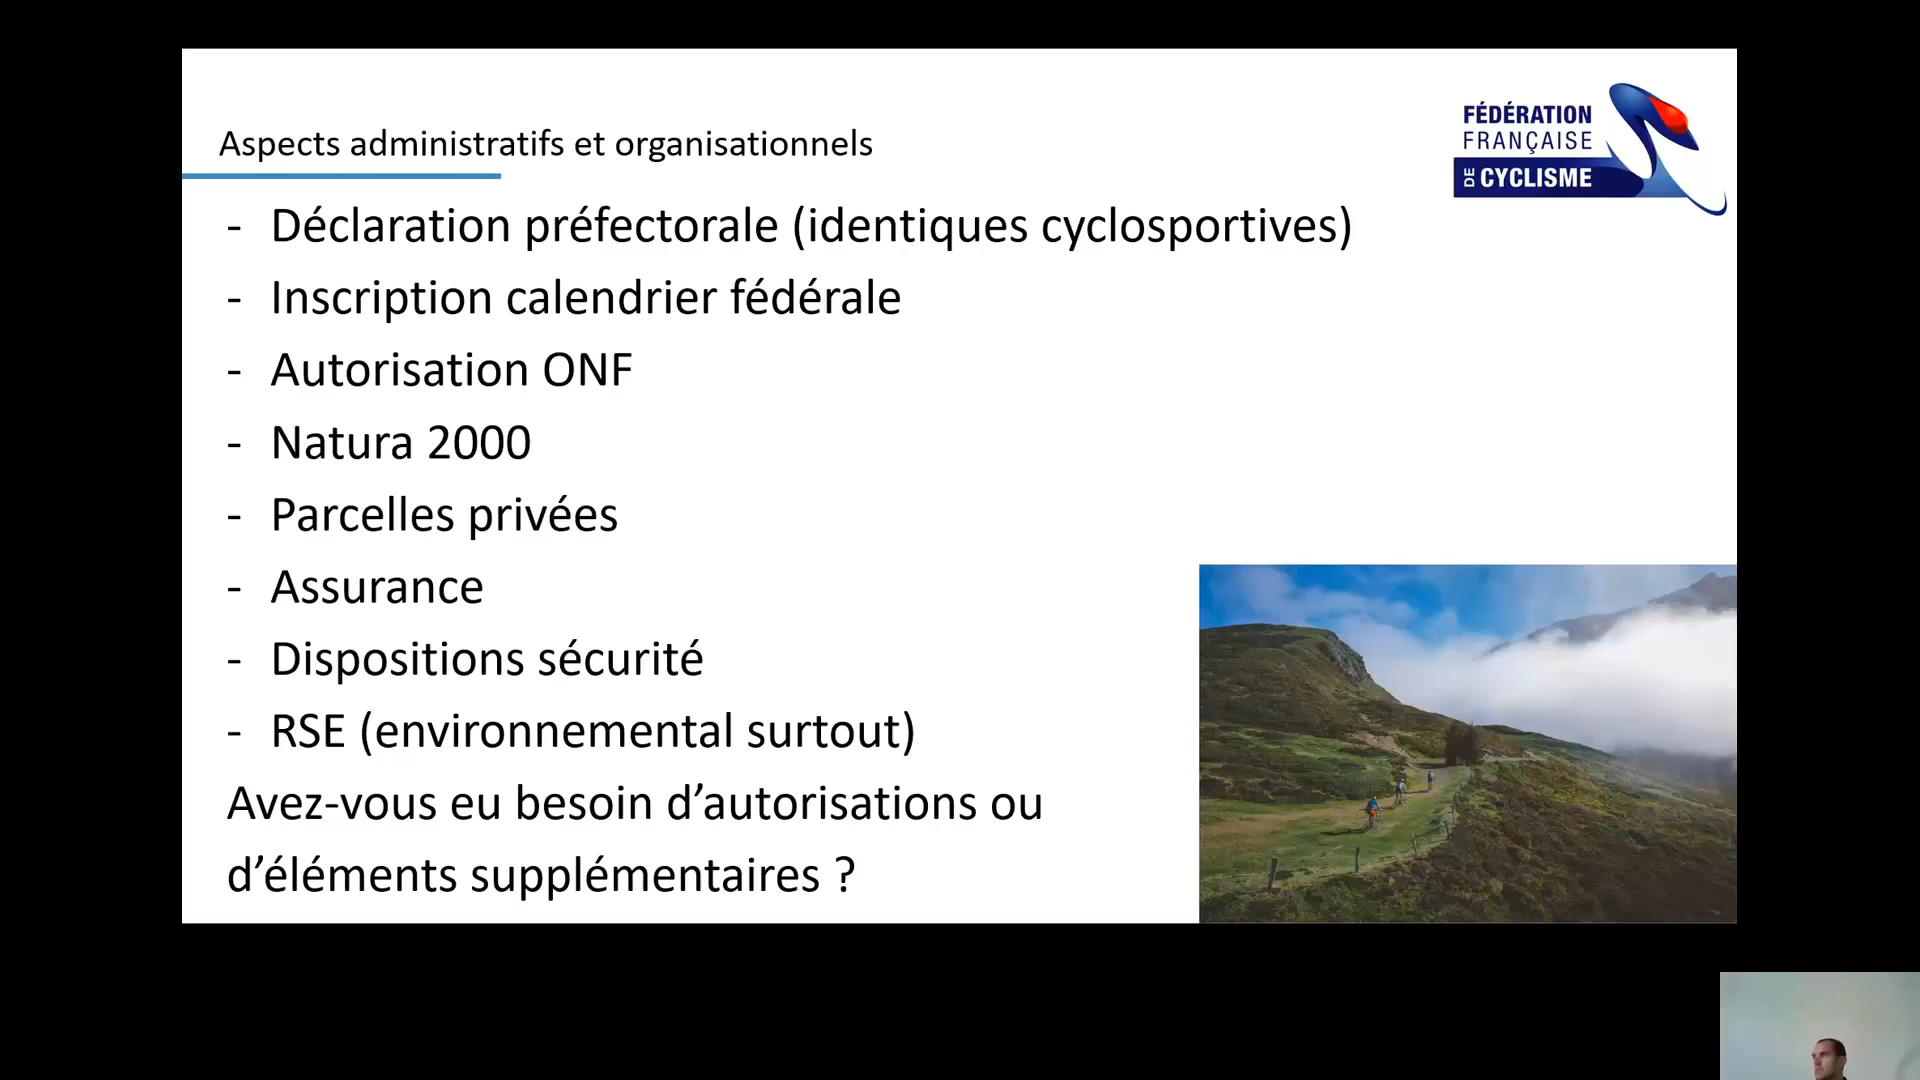 Aspects administratifs et organisationnels
FÉDÉRATION
FRANÇAISE
DE CYCLISME
- Déclaration préfectorale (identiques cyclosportives)
- Inscription calendrier fédérale
- Autorisation ONF
- Natura 2000
- Parcelles privées
- Assurance
- Dispositions sécurité
- RSE (environnemental surtout)
Avez-vous eu besoin d’autorisations ou
d’éléments supplémentaires ?